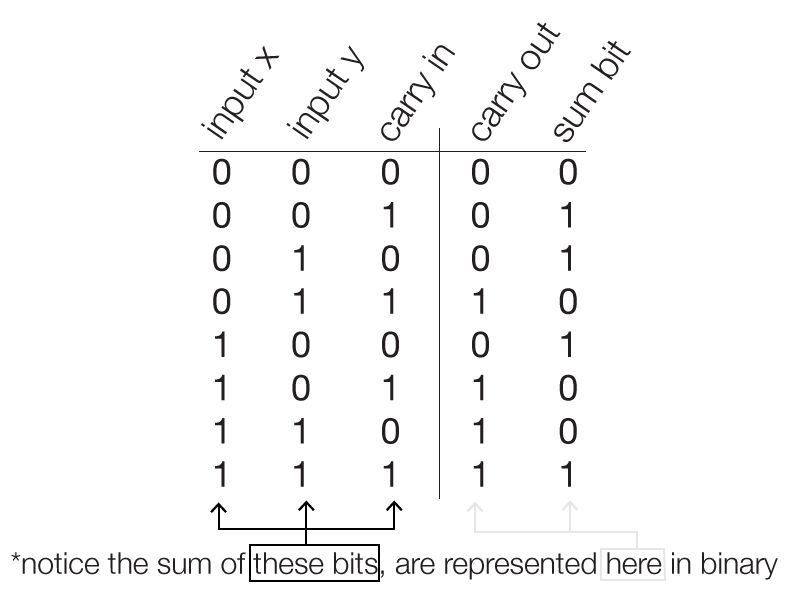 input x input y carry in carry out sum bit
0 0 0 0 0
0 0 1 0 1
0 1 0 0 1
0 1 1 1 0
1 0 0 0 1
1 0 1 1 0
1 1 0 1 0
1 1 1 1 1
*notice the sum of these bits, are represented here in binary